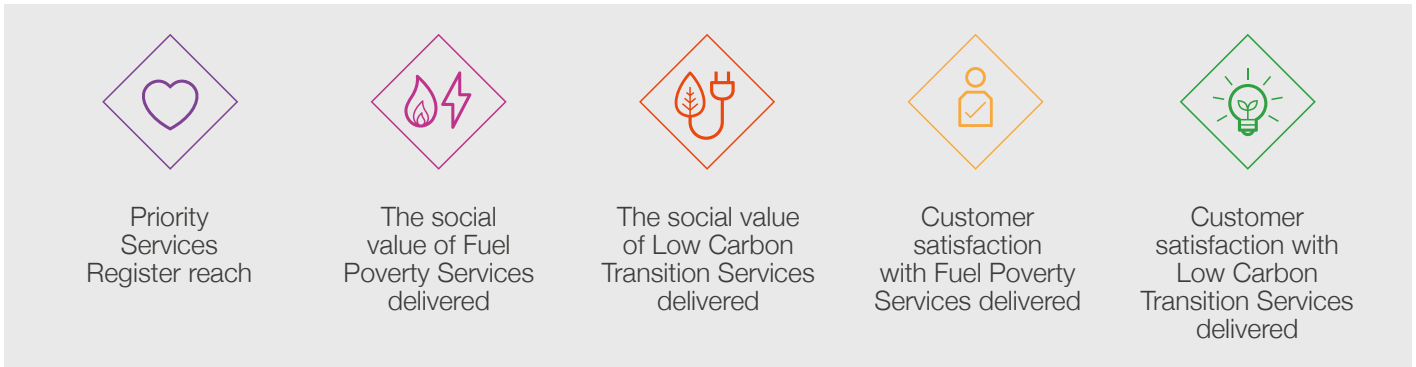 Priority
Services
Register reach
The social
value of Fuel
Poverty Services
delivered
The social value
of Low Carbon
Transition Services
delivered
Customer
satisfaction
with Fuel Poverty
Services delivered
Customer
satisfaction with
Low Carbon
Transition Services
delivered